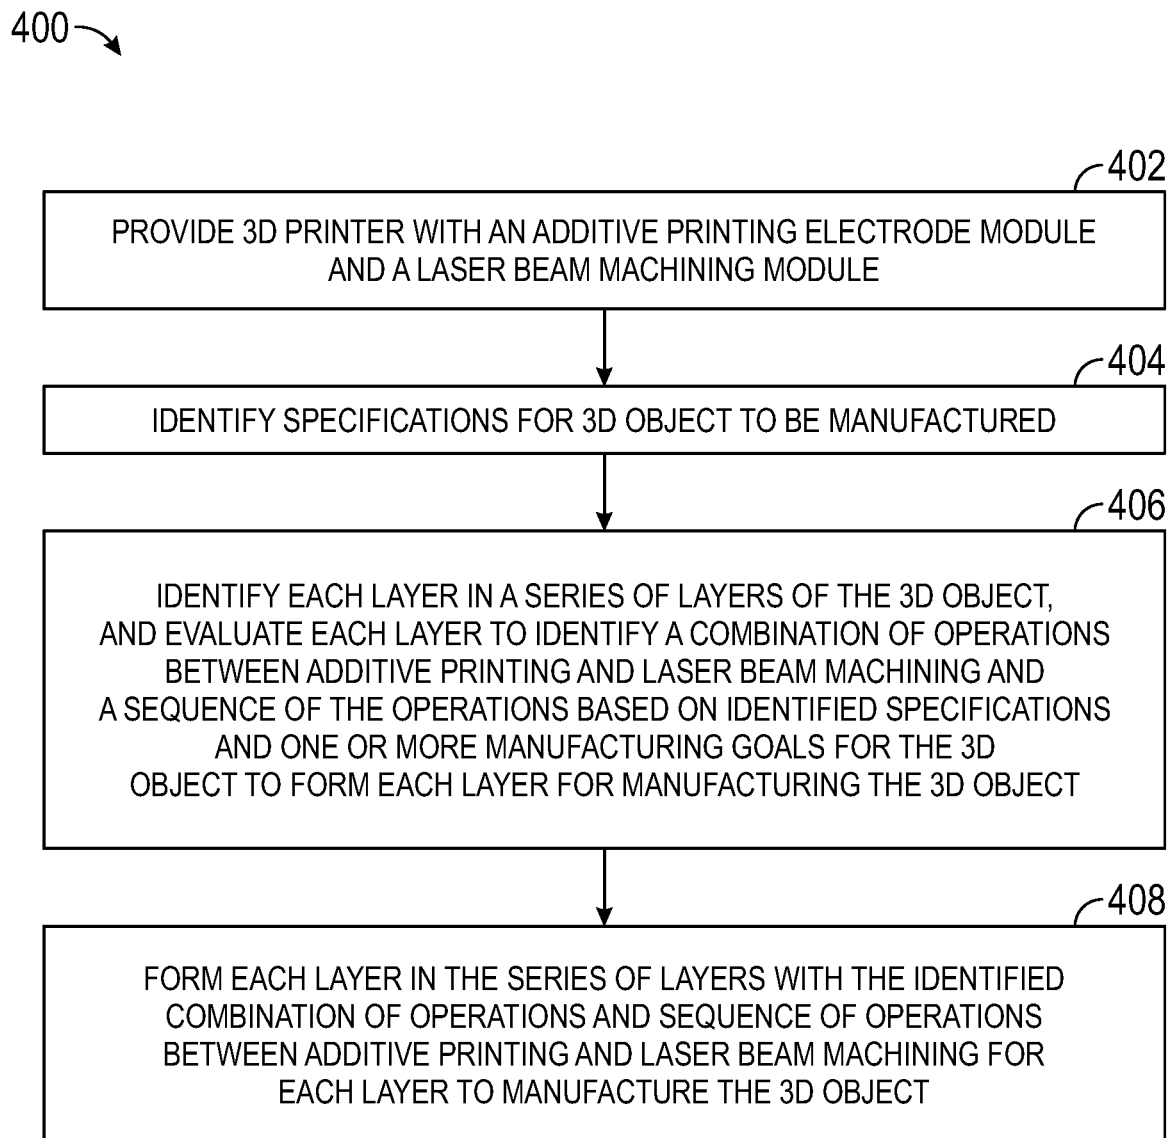 400
402
PROVIDE 3D PRINTER WITH AN ADDITIVE PRINTING ELECTRODE MODULE
AND A LASER BEAM MACHINING MODULE
404
IDENTIFY SPECIFICATIONS FOR 3D OBJECT TO BE MANUFACTURED
406
IDENTIFY EACH LAYER IN A SERIES OF LAYERS OF THE 3D OBJECT,
AND EVALUATE EACH LAYER TO IDENTIFY A COMBINATION OF OPERATIONS
BETWEEN ADDITIVE PRINTING AND LASER BEAM MACHINING AND
A SEQUENCE OF THE OPERATIONS BASED ON IDENTIFIED SPECIFICATIONS
AND ONE OR MORE MANUFACTURING GOALS FOR THE 3D
OBJECT TO FORM EACH LAYER FOR MANUFACTURING THE 3D OBJECT
408
FORM EACH LAYER IN THE SERIES OF LAYERS WITH THE IDENTIFIED
COMBINATION OF OPERATIONS AND SEQUENCE OF OPERATIONS
BETWEEN ADDITIVE PRINTING AND LASER BEAM MACHINING FOR
EACH LAYER TO MANUFACTURE THE 3D OBJECT